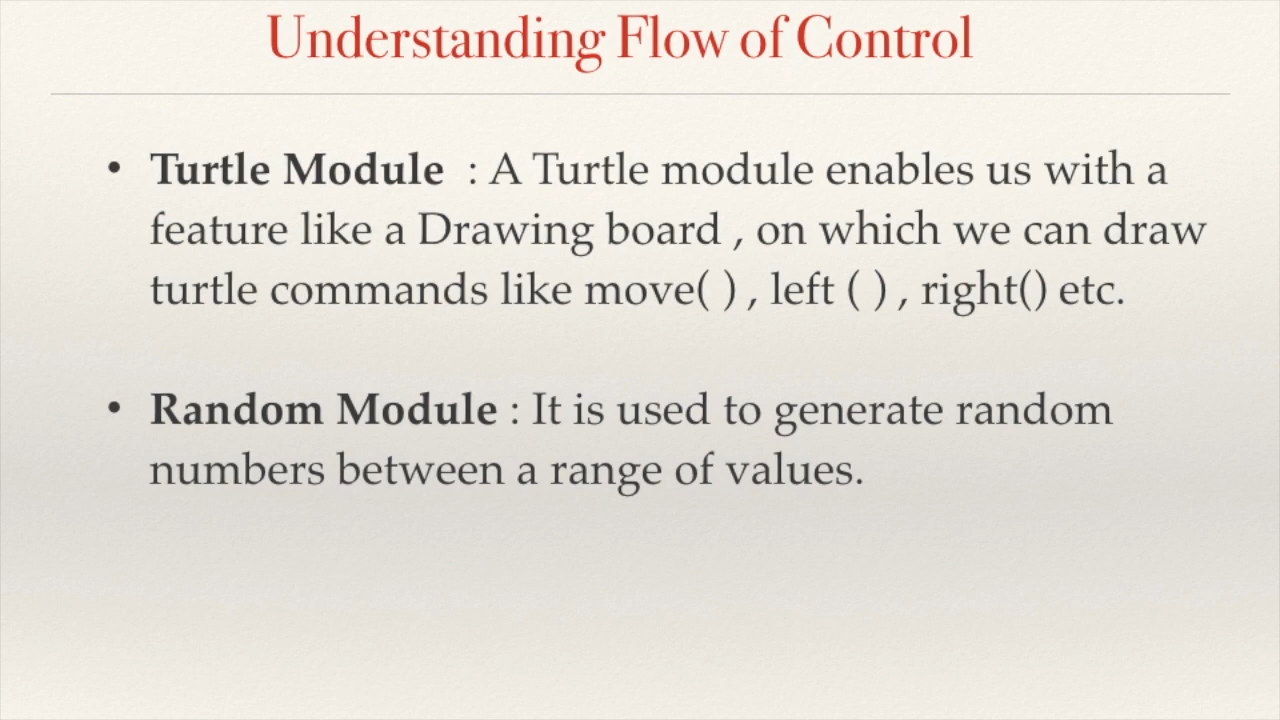 Understanding Flow of Control
• Turtle Module : A Turtle module enables us with a
feature like a Drawing board , on which we can draw
turtle commands like move( ) , left ( ) , right() etc.
• Random Module : It is used to generate random
numbers between a range of values.